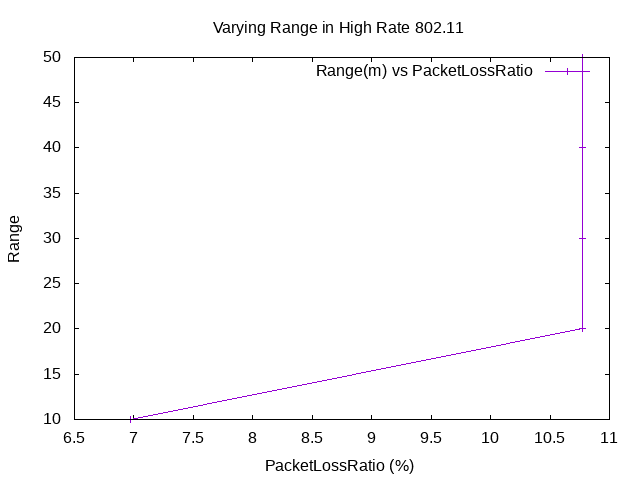 Varying Range in High Rate 802.11
Range(m) vs PacketLossRatio
50
45
40
35
30
25
20
15
10
Range
6.5 7 7.5 8 8.5 9 9.5 10 10.5 11
PacketLossRatio (%)